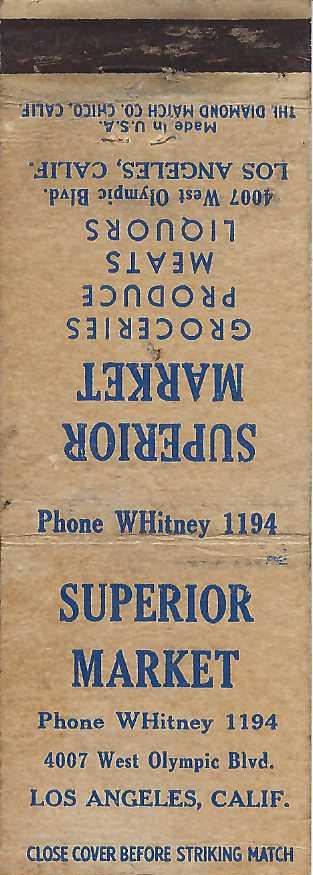 THE DIAMOND MATCH CO. CHICO, CALIF.
Made in U.S.A.
LOS ANGELES, CALIF.
4007 West Olympic Blvd.
LIQUORS
MEATS
PRODUCE
GROCERIES
MARKET
SUPERIOR
Phone WHitney 1194
SUPERIOR
MARKET
Phone WHitney 1194
4007 West Olympic Blvd.
LOS ANGELES, CALIF.
CLOSE COVER BEFORE STRIKING MATCH